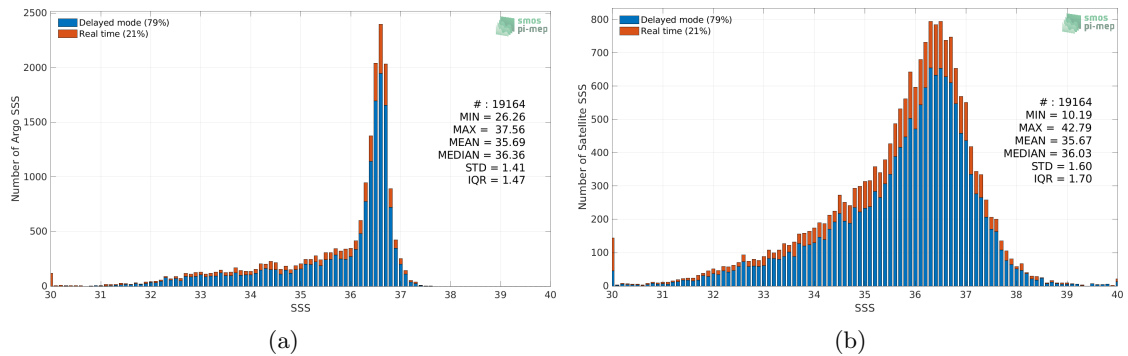 Delayed mode (79%)
Real time (21%)
smos
pi-mep
# : 19164
MIN = 26.26
MAX = 37.56
MEAN = 35.69
MEDIAN = 36.36
STD = 1.41
IQR = 1.47
Number of Argo SSS
2500
2000
1500
1000
500
0
30 31 32 33 34 35 36 37 38 39 40
SSS
(a)
Delayed mode (79%)
Real time (21%)
smos
pi-mep
# : 19164
MIN = 10.19
MAX = 42.79
MEAN = 35.67
MEDIAN = 36.03
STD = 1.60
IQR = 1.70
Number of Satellite SSS
800
700
600
500
400
300
200
100
0
30 31 32 33 34 35 36 37 38 39 40
SSS
(b)